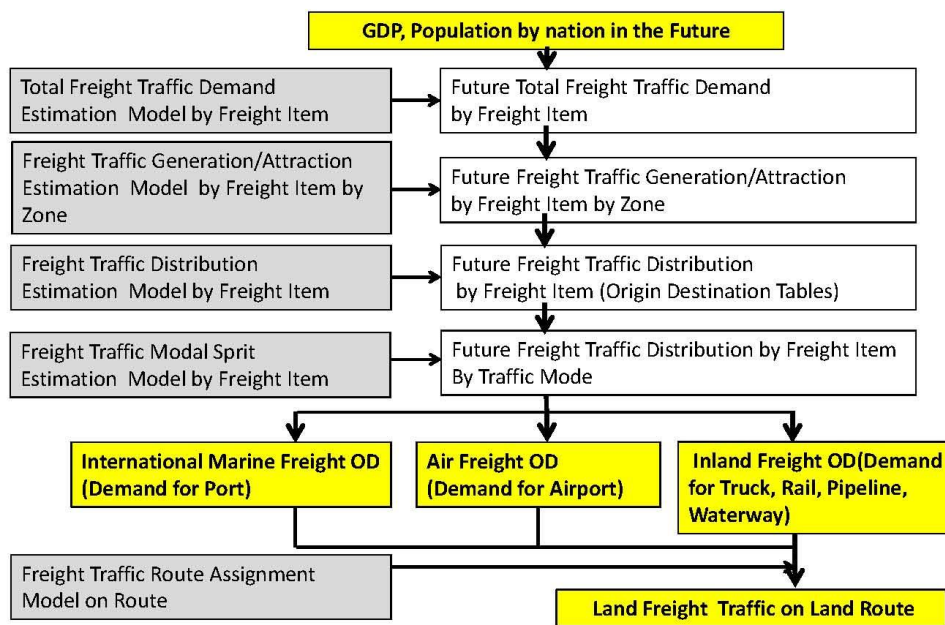 GDP, Population by nation in the Future
Total Freight Traffic Demand
Estimation Model by Freight Item
Future Total Freight Traffic Demand
by Freight Item
Freight Traffic Generation/Attraction
Estimation Model by Freight Item by
Zone
Future Freight Traffic Generation/Attraction
by Freight Item by Zone
Freight Traffic Distribution
Estimation Model by Freight Item
Future Freight Traffic Distribution
by Freight Item (Origin Destination Tables)
Freight Traffic Modal Sprit
Estimation Model by Freight Item
Future Freight Traffic Distribution by Freight Item
By Traffic Mode
International Marine Freight OD
(Demand for Port)
Air Freight OD
(Demand for Airport)
Inland Freight OD(Demand
for Truck, Rail, Pipeline,
Waterway)
Freight Traffic Route Assignment
Model on Route
Land Freight Traffic on Land Route